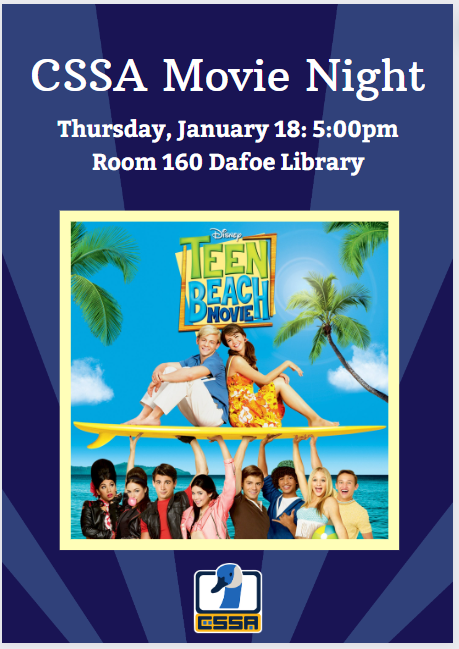 CSSA Movie Night
Thursday, January 18: 5:00pm
Room 160 Dafoe Library
Disney
TEEN
BEACH
MOVIE
CSSA